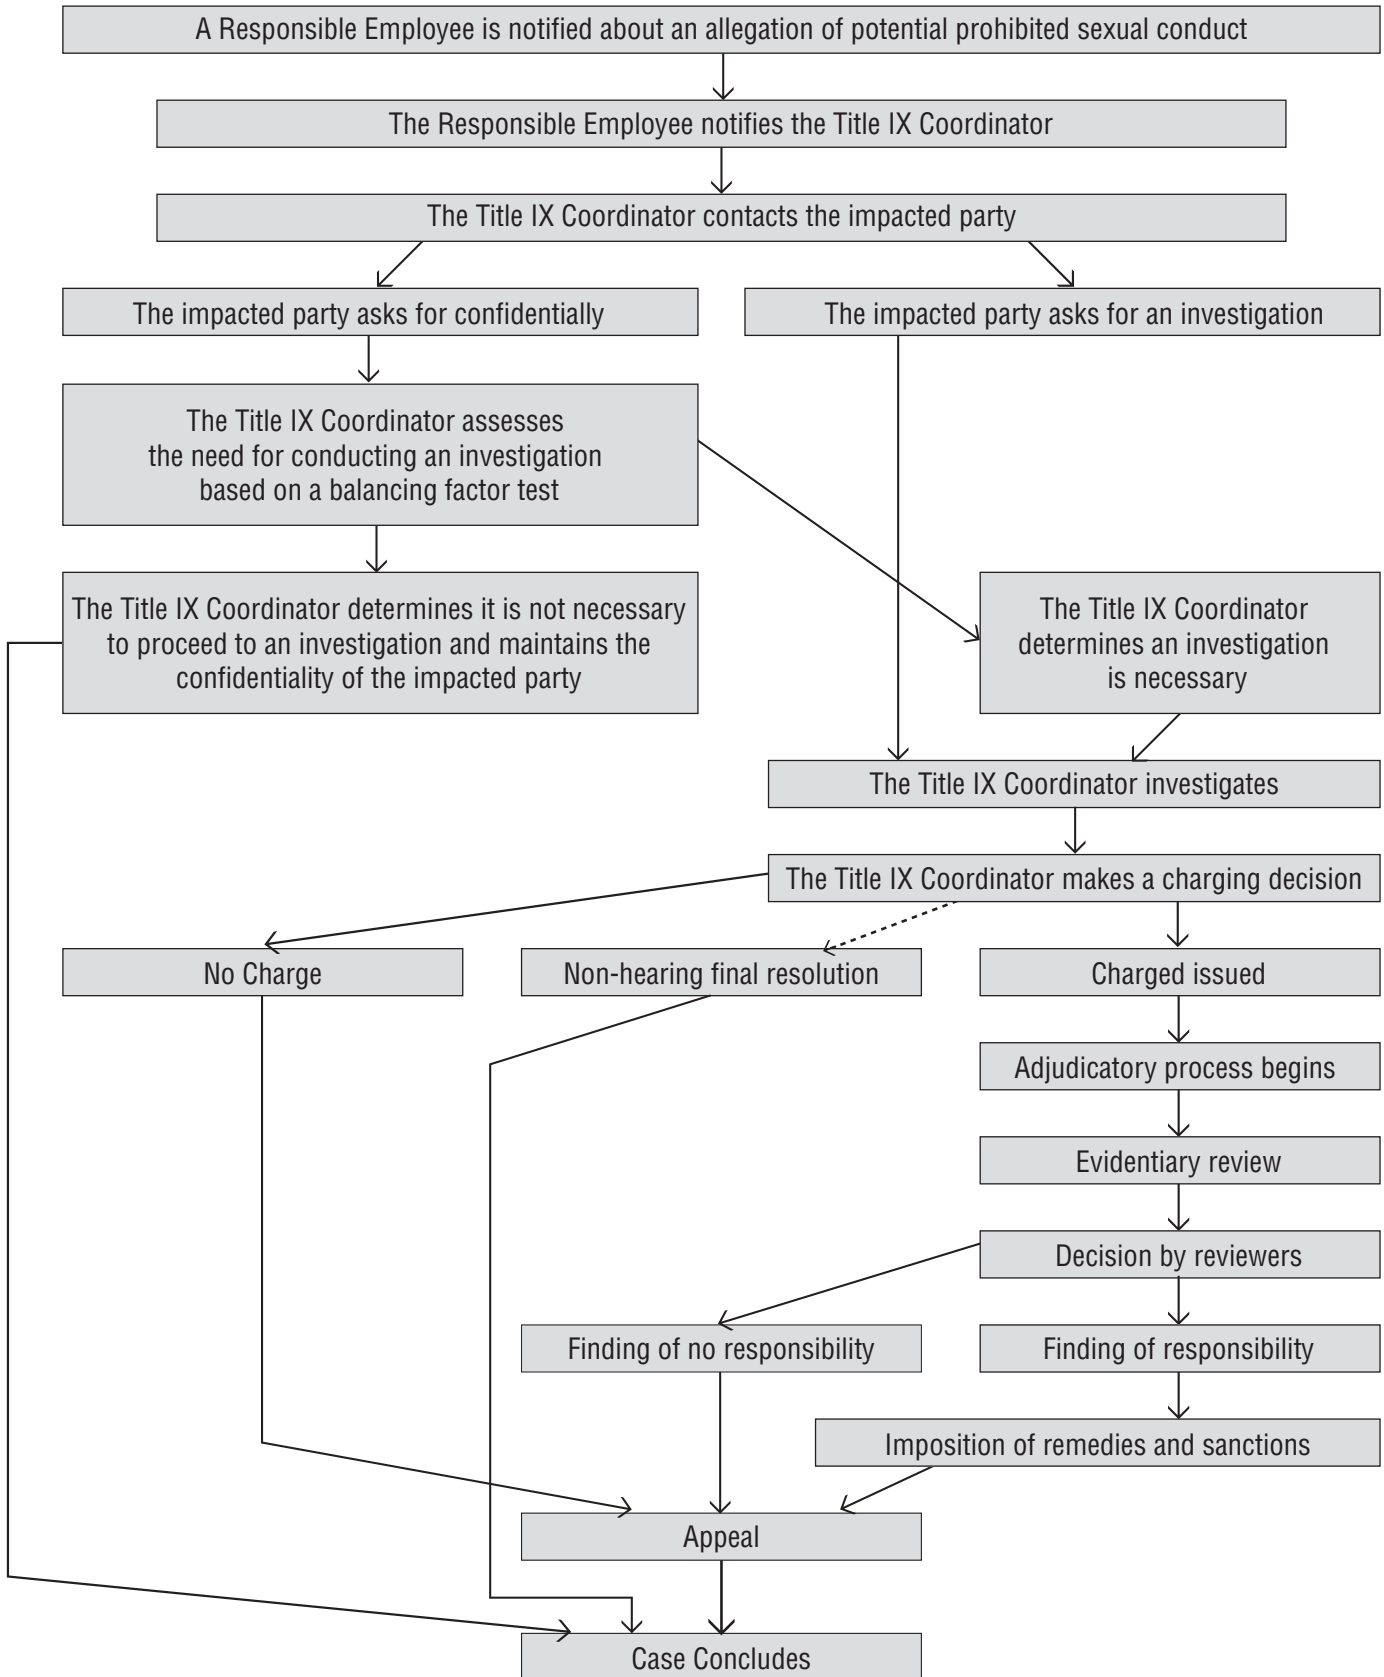 A Responsible Employee is notified about an allegation of potential prohibited sexual conduct
The Responsible Employee notifies the Title IX Coordinator
The Title IX Coordinator contacts the impacted party
The impacted party asks for confidentially
The impacted party asks for an investigation
The Title IX Coordinator assesses
the need for conducting an investigation
based on a balancing factor test
The Title IX Coordinator determines it is not necessary
to proceed to an investigation and maintains the
confidentiality of the impacted party
The Title IX Coordinator
determines an investigation
is necessary
The Title IX Coordinator investigates
The Title IX Coordinator makes a charging decision
No Charge
Non-hearing final resolution
Charged issued
Adjudicatory process begins
Evidentiary review
Decision by reviewers
Finding of no responsibility
Finding of responsibility
Imposition of remedies and sanctions
Appeal
Case Concludes